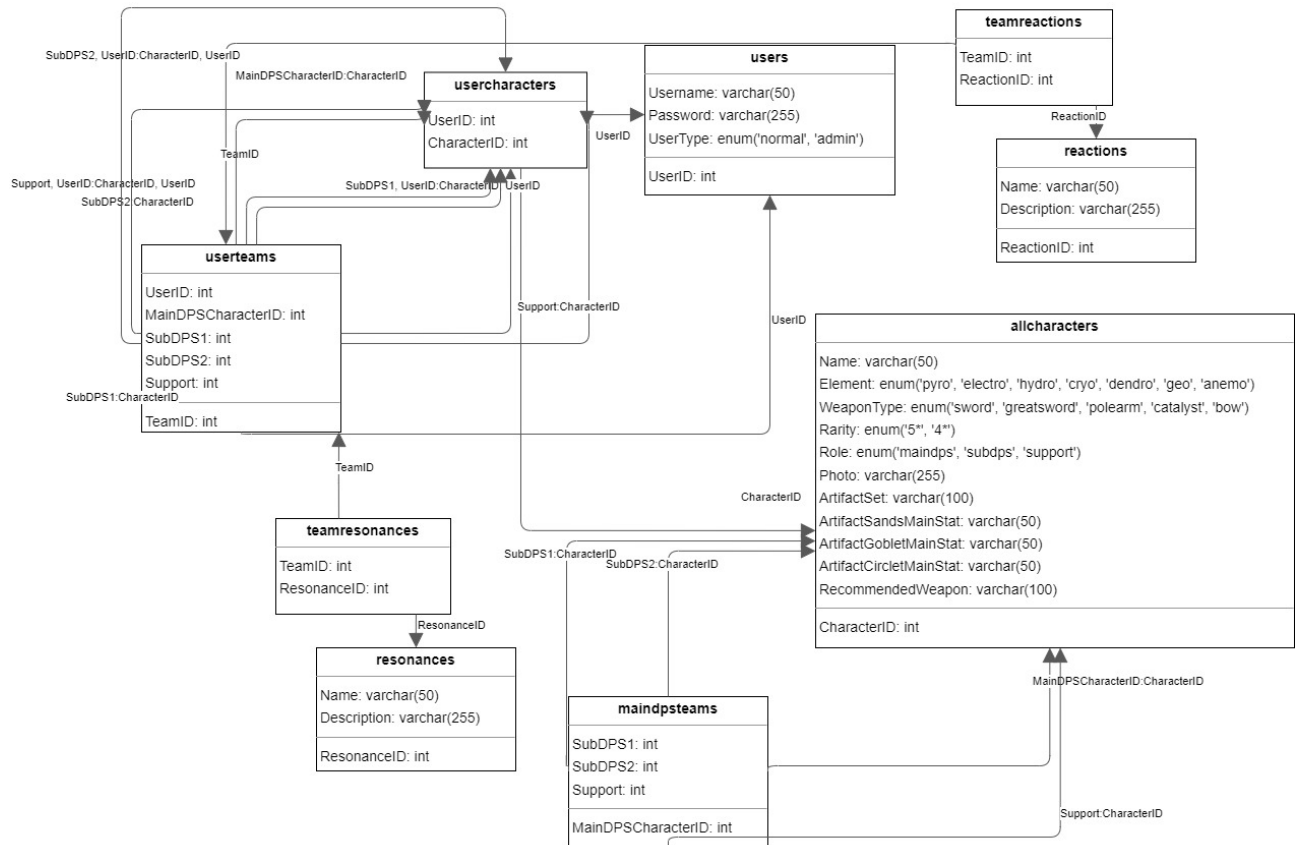 teamreactions
TeamID: int
ReactionID: int
SubDPS2, UserID:CharacterID, UserID
MainDPSCharacterID:CharacterID
usercharacters
UserID: int
CharacterID: int
users
Username: varchar(50)
Password: varchar(255)
UserType: enum('normal', 'admin')
UserID: int
UserID
ReactionID
reactions
Name: varchar(50)
Description: varchar(255)
ReactionID: int
TeamID
Support, UserID:CharacterID, UserID
SubDPS2:CharacterID
SubDPS1, UserID:CharacterID, UserID
userteams
UserID: int
MainDPSCharacterID: int
SubDPS1: int
SubDPS2: int
Support: int
SubDPS1:CharacterID
TeamID: int
Support:CharacterID
UserID
allcharacters
Name: varchar(50)
Element: enum('pyro', 'electro', 'hydro', 'cryo', 'dendro', 'geo', 'anemo')
WeaponType: enum('sword', 'greatsword', 'polearm', 'catalyst', 'bow')
Rarity: enum('5*', '4*')
Role: enum('maindps', 'subdps', 'support')
Photo: varchar(255)
ArtifactSet: varchar(100)
ArtifactSandsMainStat: varchar(50)
ArtifactGobletMainStat: varchar(50)
ArtifactCircletMainStat: varchar(50)
RecommendedWeapon: varchar(100)
CharacterID: int
TeamID
CharacterID
SubDPS1:CharacterID
SubDPS2:CharacterID
teamresonances
TeamID: int
ResonanceID: int
ResonanceID
resonances
Name: varchar(50)
Description: varchar(255)
ResonanceID: int
MainDPSCharacterID:CharacterID
maindpsteams
SubDPS1: int
SubDPS2: int
Support: int
MainDPSCharacterID: int
Support:CharacterID